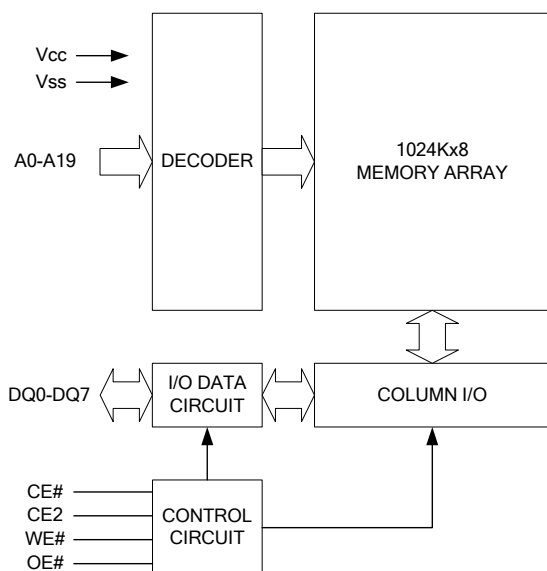 Vcc
Vss
A0-A19
DECODER
1024Kx8
MEMORY ARRAY
DQ0-DQ7
I/O DATA
CIRCUIT
COLUMN I/O
CE#
CE2
WE#
OE#
CONTROL
CIRCUIT